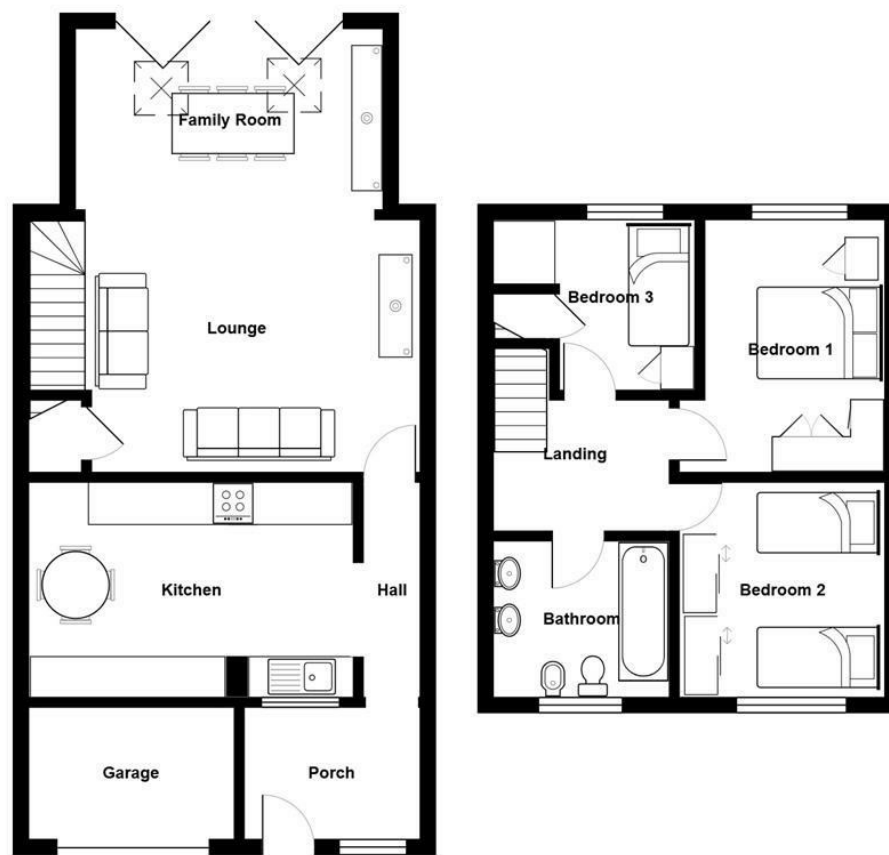 Family Room
Lounge
Kitchen
Hall
Garage
Porch
Bedroom 3
Bedroom 1
Landing
Bedroom 2
Bathroom